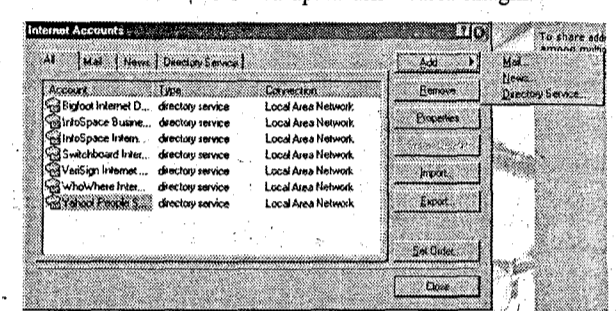 Internet Accounts
To share add
among multip
All Mail News Directory Service
Add
Mail...
News...
Directory Service...
Account Type Connection
Bigfoot Internet D... directory service Local Area Network
InfoSpace Busine... directory service Local Area Network
InfoSpace Intern... directory service Local Area Network
Switchboard Inter... directory service Local Area Network
VeriSign Internet ... directory service Local Area Network
WhoWhere Inter... directory service Local Area Network
Yahoo! People S... directory service Local Area Network
Remove
Properties
Import...
Export...
Set Order...
Close